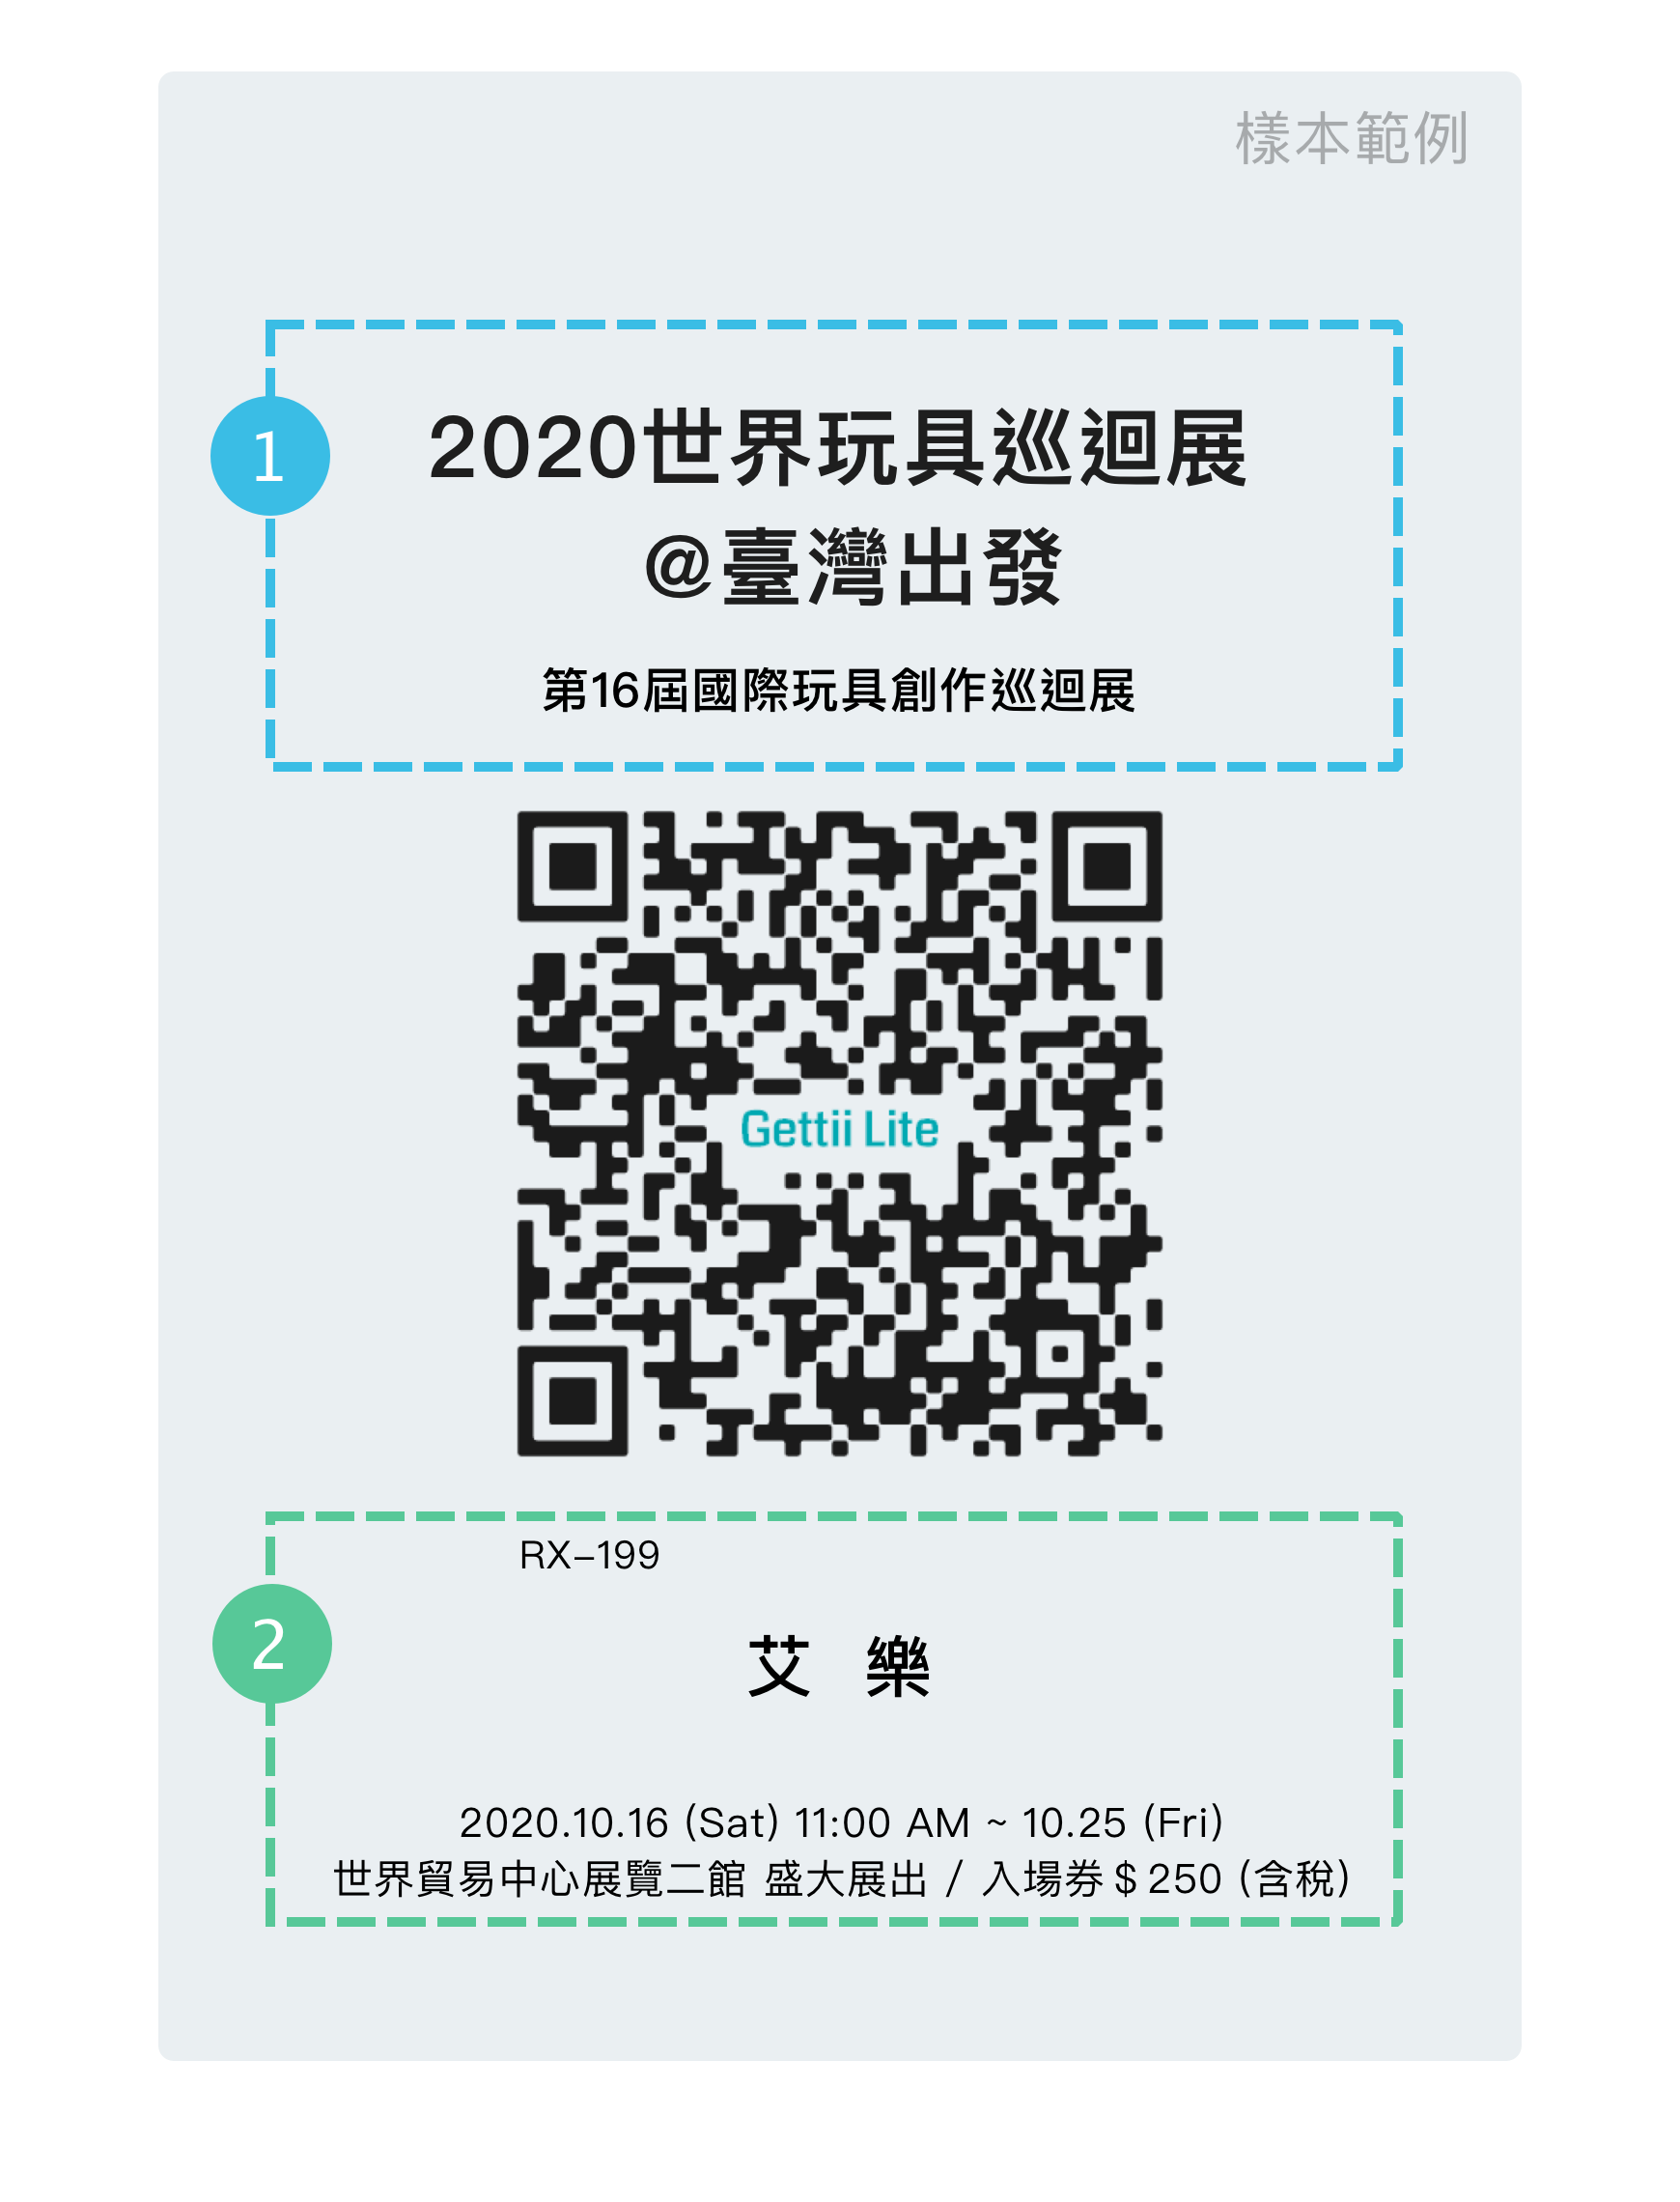 樣本範例
1
2020世界玩具巡迴展
@臺灣出發
第16屆國際玩具創作巡迴展
Gettii Lite
RX-199
2
艾 樂
2020.10.16 (Sat) 11:00 AM ~ 10.25 (Fri)
世界貿易中心展覽二館 盛大展出 / 入場券＄250 (含稅)